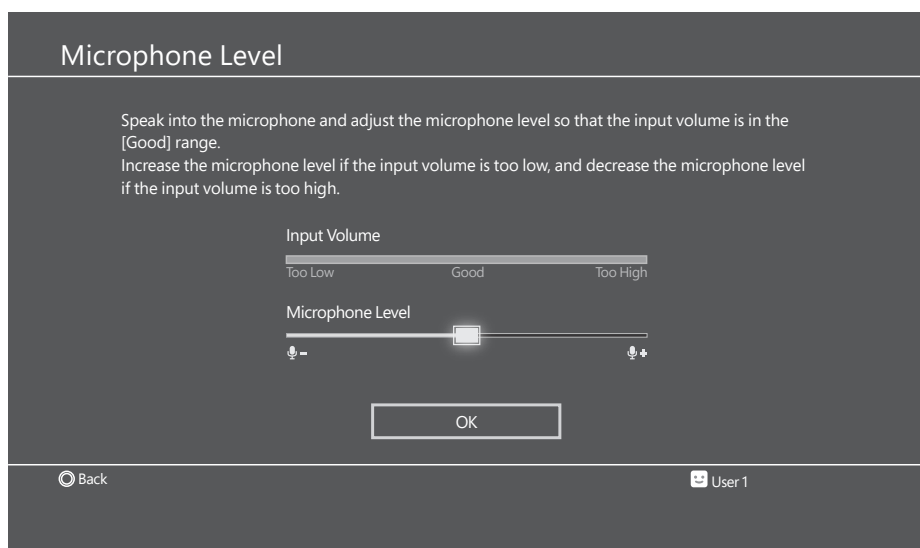 Microphone Level
Speak into the microphone and adjust the microphone level so that the input volume is in the
[Good] range.
Increase the microphone level if the input volume is too low, and decrease the microphone level
if the input volume is too high.
Input Volume
Too Low Good Too High
Microphone Level
OK
Back User 1